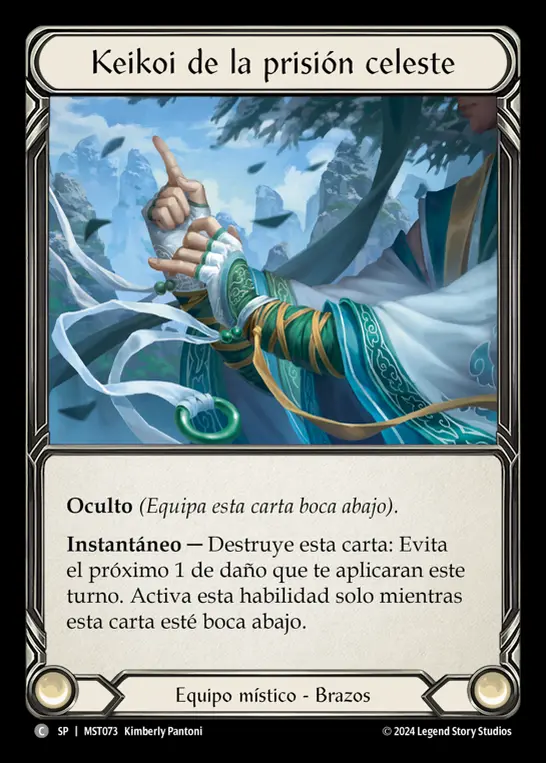 Keikoi de la prisión celeste
Oculto (Equipa esta carta boca abajo).
Instantáneo — Destruye esta carta: Evita
el próximo 1 de daño que te aplicaran este
turno. Activa esta habilidad solo mientras
esta carta esté boca abajo.
Equipo místico - Brazos
C SP | MST073 Kimberly Pantoni © 2024 Legend Story Studios